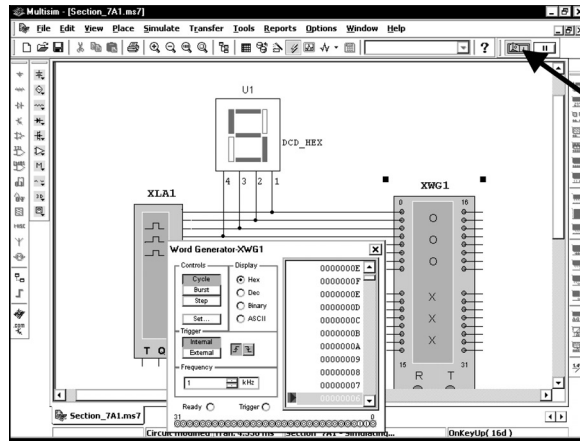 Multisim - [Section_7A1.ms7]
File Edit View Place Simulate Transfer Tools Reports Options Window Help
U1
DCD_HEX
4 3 2 1
XLA1
XWG1
0 16
O
O
O
X
X
X
15 31
R T
T Q
Word Generator-XWG1
Controls
Cycle
Burst
Step
Set...
Display
Hex
Dec
Binary
ASCII
Trigger
Internal
External
Frequency
1 kHz
Ready Trigger
31 0
0000000E
0000000F
0000000E
0000000D
0000000C
0000000B
0000000A
00000009
00000008
00000007
00000006
Section_7A1.ms7
Simulating...
OnKeyUp( 16d )